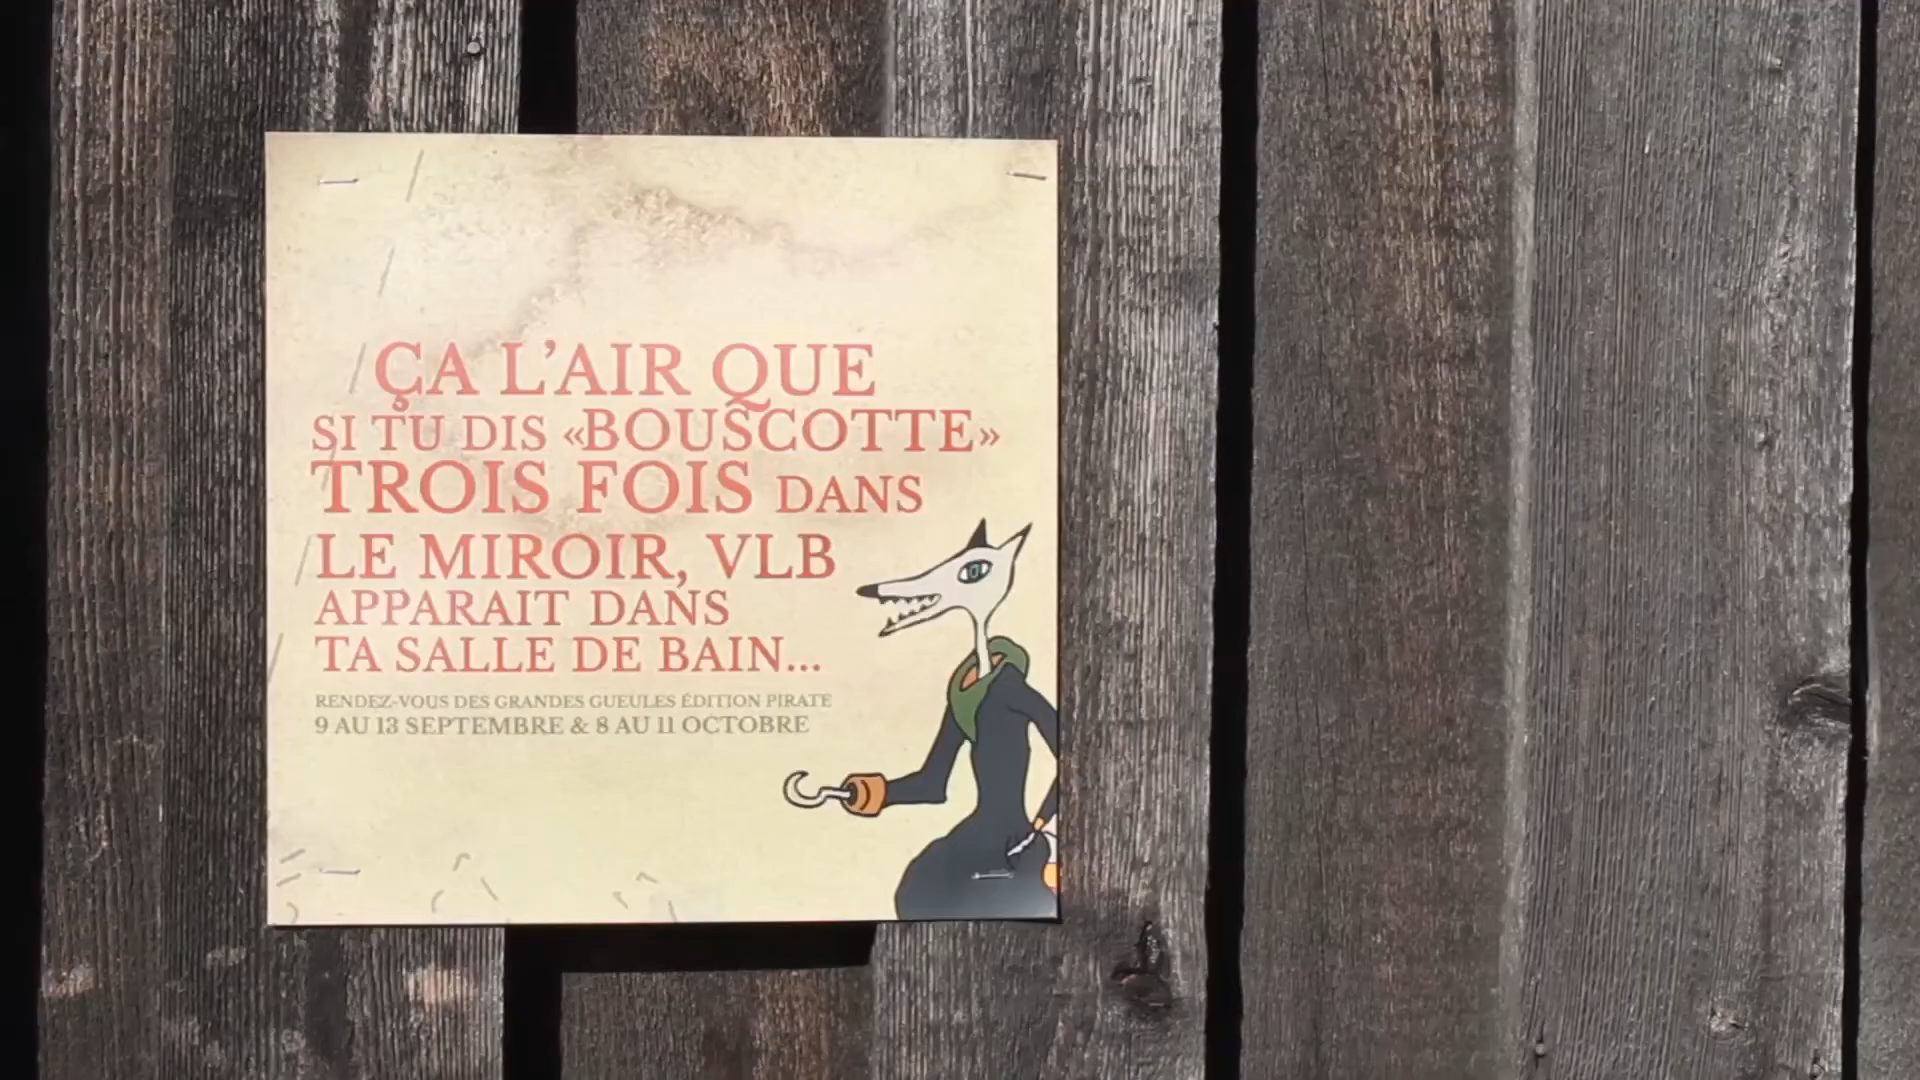 ÇA L'AIR QUE
SI TU DIS «BOUSCOTTE»
TROIS FOIS DANS
LE MIROIR, VLB
APPARAIT DANS
TA SALLE DE BAIN...
RENDEZ-VOUS DES GRANDES GUEULES ÉDITION PIRATE
9 AU 13 SEPTEMBRE & 8 AU 11 OCTOBRE